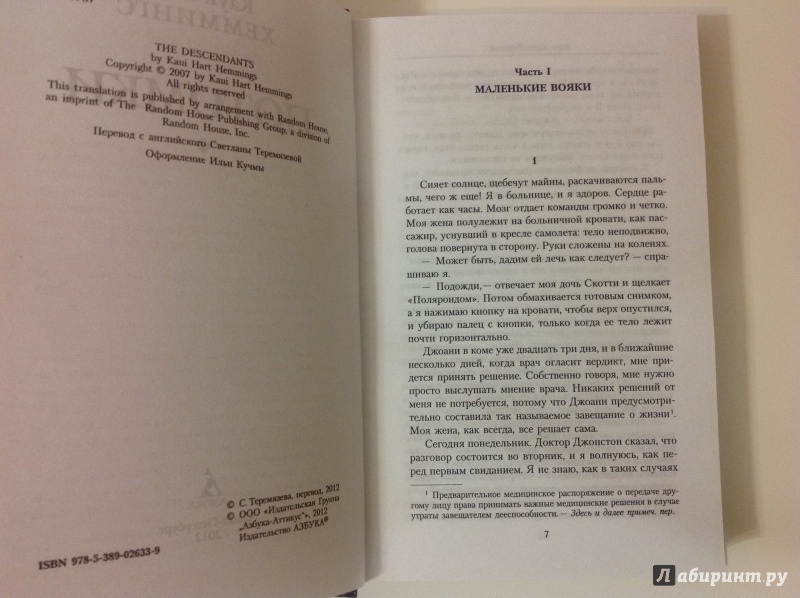 ХЕММИНГС
THE DESCENDANTS
by Kaui Hart Hemmings
Copyright © 2007 by Kaui Hart Hemmings
All rights reserved
This translation is published by arrangement with Random House,
an imprint of The Random House Publishing Group, a division of
Random House, Inc.
Перевод с английского Светланы Теремязевой
Оформление Ильи Кучмы
© С. Теремязева, перевод, 2012
© ООО «Издательская Группа
„Азбука-Аттикус“», 2012
Издательство АЗБУКА®
ISBN 978-5-389-02633-9
Часть 1
МАЛЕНЬКИЕ ВОЯКИ
1
Сияет солнце, щебечут майны, раскачиваются паль-
мы, чего ж еще! Я в больнице, и я здоров. Сердце ра-
ботает как часы. Мозг отдает команды громко и четко.
Моя жена полулежит на больничной кровати, как пас-
сажир, уснувший в кресле самолета: тело неподвижно,
голова повернута в сторону. Руки сложены на коленях.
— Может быть, дадим ей лечь как следует? — спра-
шиваю я.
— Подожди,— отвечает моя дочь Скотти и щелкает
«Поляроидом». Потом обмахивается готовым снимком,
а я нажимаю кнопку на кровати, чтобы верх опустился,
и убираю палец с кнопки, только когда ее тело лежит
почти горизонтально.
Джоани в коме уже двадцать три дня, и в ближайшие
несколько дней, когда врач огласит вердикт, мне при-
дется принять решение. Собственно говоря, мне нужно
просто выслушать мнение врача. Никаких решений от
меня не потребуется, потому что Джоани предусмотри-
тельно составила так называемое завещание о жизни¹.
Моя жена, как всегда, все решает сама.
Сегодня понедельник. Доктор Джонстон сказал, что
разговор состоится во вторник, и я волнуюсь, как пе-
ред первым свиданием. Я не знаю, как в таких случаях
¹ Предварительное медицинское распоряжение о передаче дру-
гому лицу права принимать важные медицинские решения в случае
утраты завещателем дееспособности.— Здесь и далее примеч. пер.
7
Лабиринт.ру